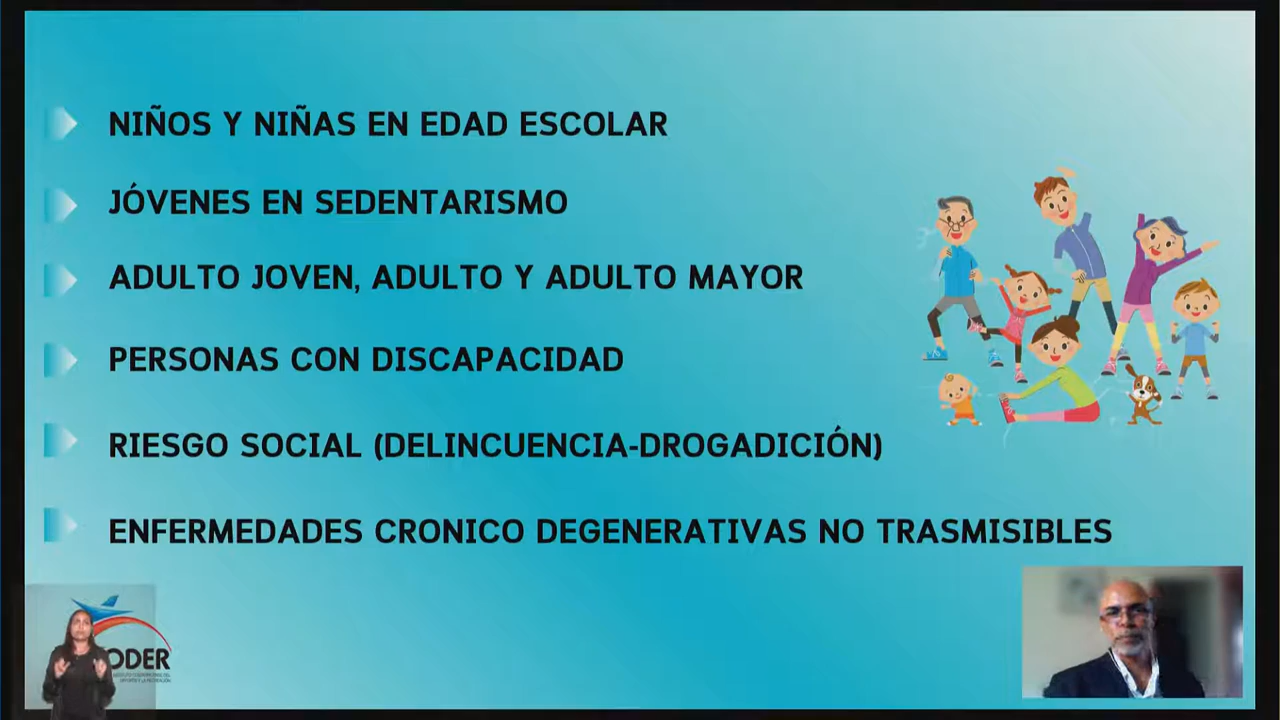 NIÑOS Y NIÑAS EN EDAD ESCOLAR
JÓVENES EN SEDENTARISMO
ADULTO JOVEN, ADULTO Y ADULTO MAYOR
PERSONAS CON DISCAPACIDAD
RIESGO SOCIAL (DELINCUENCIA-DROGADICIÓN)
ENFERMEDADES CRONICO DEGENERATIVAS NO TRASMISIBLES
ODER